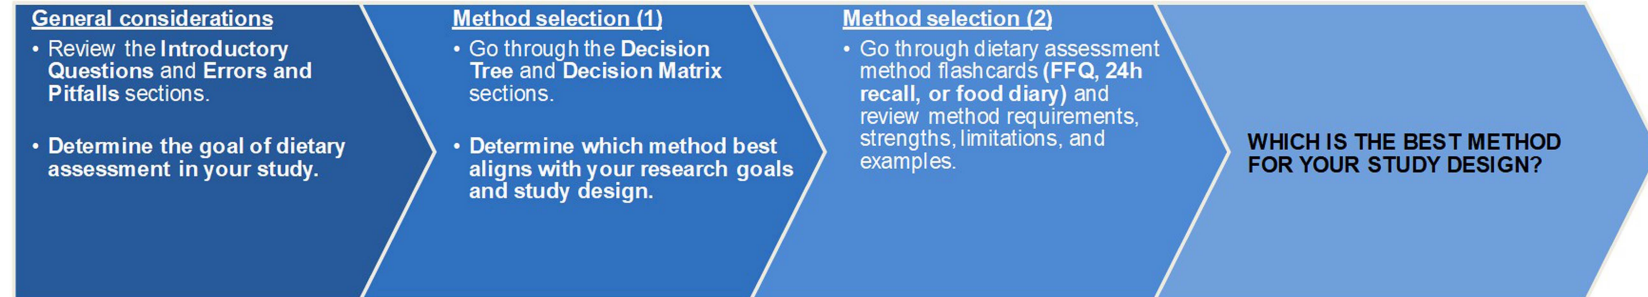 General considerations
• Review the Introductory
Questions and Errors and
Pitfalls sections.
• Determine the goal of dietary
assessment in your study.
Method selection (1)
• Go through the Decision
Tree and Decision Matrix
sections.
• Determine which method best
aligns with your research goals
and study design.
Method selection (2)
• Go through dietary assessment
method flashcards (FFQ, 24h
recall, or food diary) and
review method requirements,
strengths, limitations, and
examples.
WHICH IS THE BEST METHOD
FOR YOUR STUDY DESIGN?